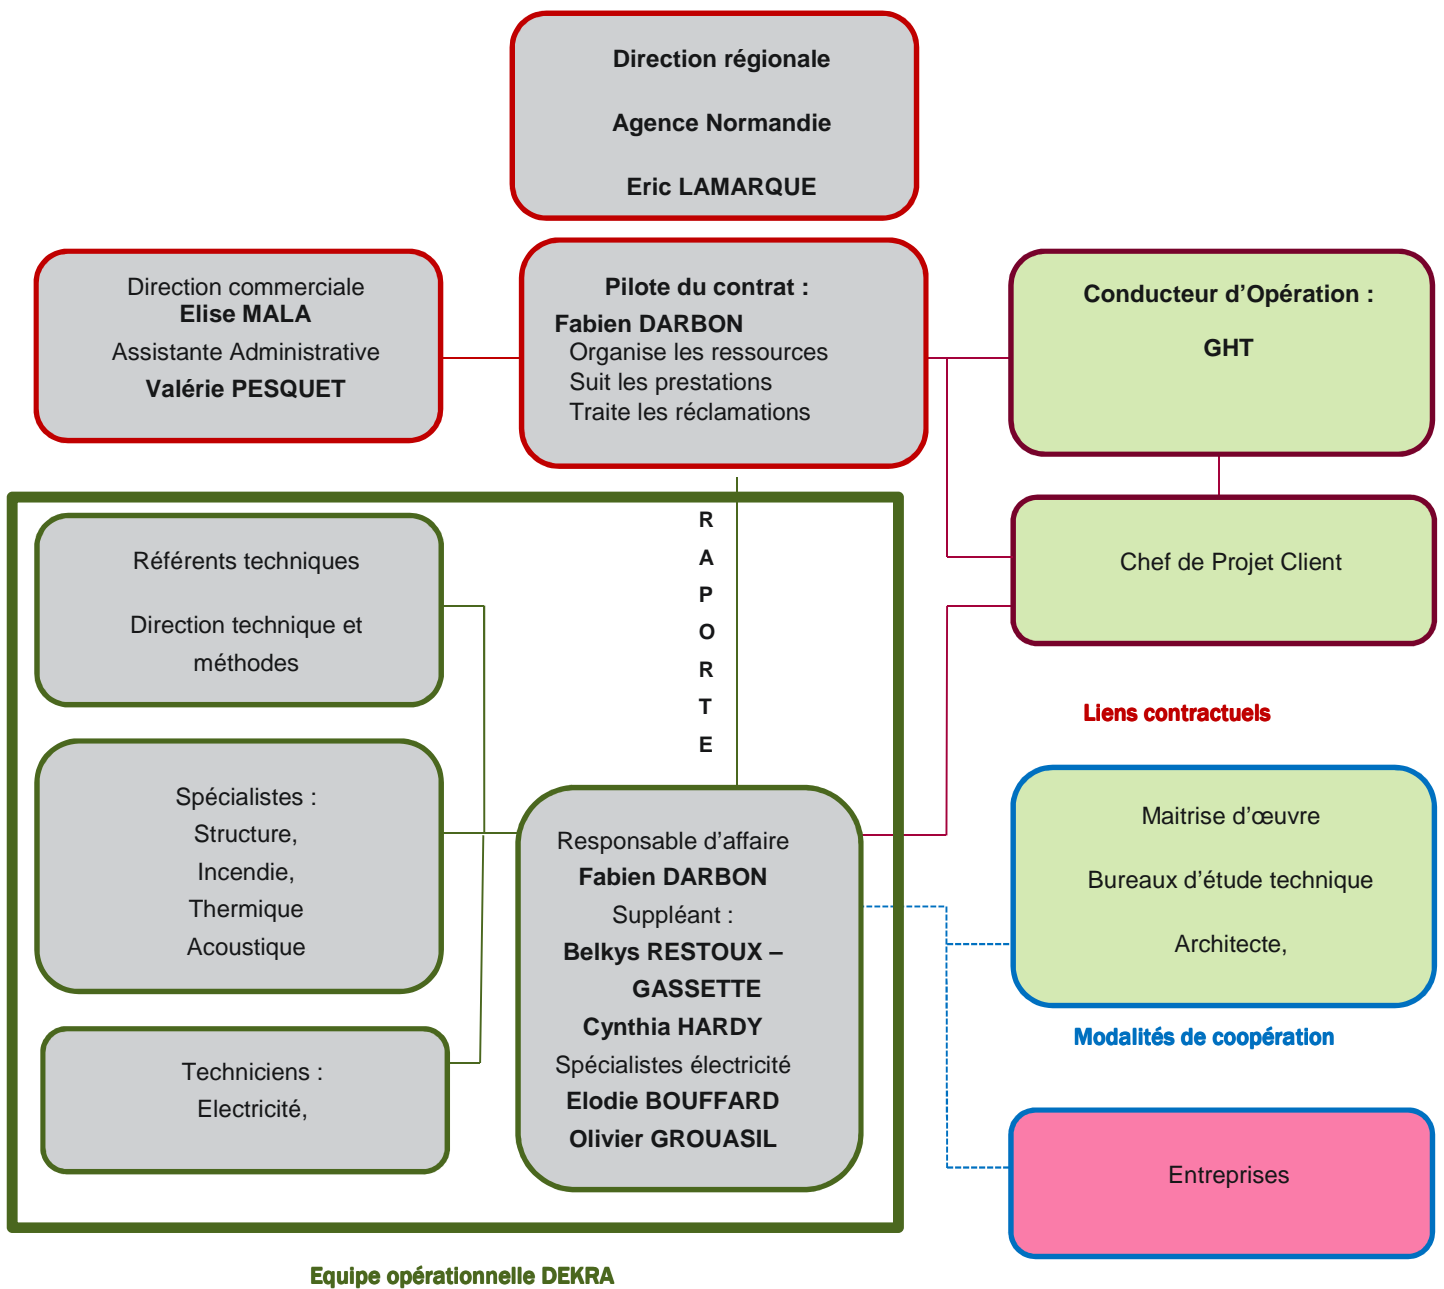 Direction régionale
Agence Normandie
Eric LAMARQUE
Direction commerciale
Elise MALA
Assistante Administrative
Valérie PESQUET
Pilote du contrat :
Fabien DARBON
Organise les ressources
Suit les prestations
Traite les réclamations
Conducteur d’Opération :
GHT
Chef de Projet Client
Liens contractuels
R
A
P
O
R
T
E
Référents techniques
Direction technique et
méthodes
Spécialistes :
Structure,
Incendie,
Thermique
Acoustique
Techniciens :
Electricité,
Responsable d’affaire
Fabien DARBON
Suppléant :
Belkys RESTOUX –
GASSETTE
Cynthia HARDY
Spécialistes électricité
Elodie BOUFFARD
Olivier GROUASIL
Maitrise d’œuvre
Bureaux d’étude technique
Architecte,
Modalités de coopération
Entreprises
Equipe opérationnelle DEKRA